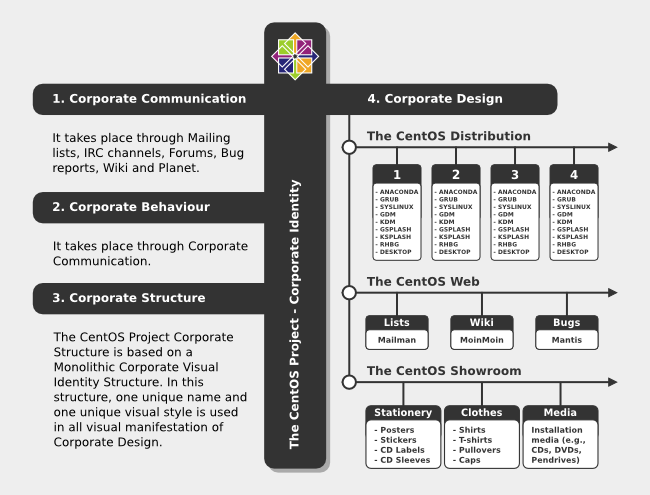 The CentOS Project - Corporate Identity
1. Corporate Communication
It takes place through Mailing
lists, IRC channels, Forums, Bug
reports, Wiki and Planet.
2. Corporate Behaviour
It takes place through Corporate
Communication.
3. Corporate Structure
The CentOS Project Corporate
Structure is based on a
Monolithic Corporate Visual
Identity Structure. In this
structure, one unique name and
one unique visual style is used
in all visual manifestation of
Corporate Design.
4. Corporate Design
The CentOS Distribution
1
- ANACONDA
- GRUB
- SYSLINUX
- GDM
- KDM
- GSPLASH
- KSPLASH
- RHBG
- DESKTOP
2
- ANACONDA
- GRUB
- SYSLINUX
- GDM
- KDM
- GSPLASH
- KSPLASH
- RHBG
- DESKTOP
3
- ANACONDA
- GRUB
- SYSLINUX
- GDM
- KDM
- GSPLASH
- KSPLASH
- RHBG
- DESKTOP
4
- ANACONDA
- GRUB
- SYSLINUX
- GDM
- KDM
- GSPLASH
- KSPLASH
- RHBG
- DESKTOP
The CentOS Web
Lists
Mailman
Wiki
MoinMoin
Bugs
Mantis
The CentOS Showroom
Stationery
- Posters
- Stickers
- CD Labels
- CD Sleeves
Clothes
- Shirts
- T-shirts
- Pullovers
- Caps
Media
Installation
media (e.g.,
CDs, DVDs,
Pendrives)